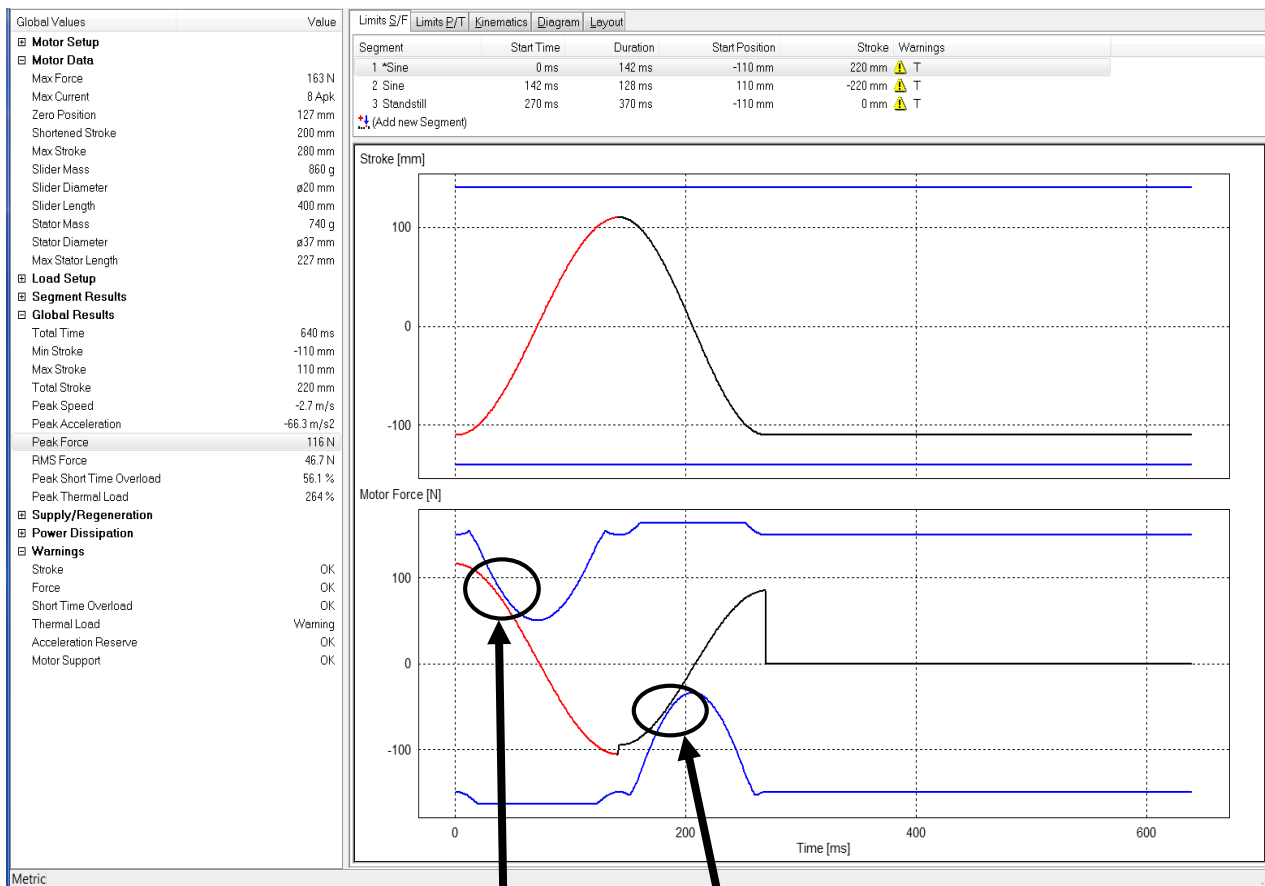 Global Values Value
Motor Setup
Motor Data
Max Force 163 N
Max Current 8 Apk
Zero Position 127 mm
Shortened Stroke 200 mm
Max Stroke 280 mm
Slider Mass 860 g
Slider Diameter ø20 mm
Slider Length 400 mm
Stator Mass 740 g
Stator Diameter ø37 mm
Max Stator Length 227 mm
Load Setup
Segment Results
Global Results
Total Time 640 ms
Min Stroke -110 mm
Max Stroke 110 mm
Total Stroke 220 mm
Peak Speed -2.7 m/s
Peak Acceleration -66.3 m/s2
Peak Force 116 N
RMS Force 46.7 N
Peak Short Time Overload 56.1 %
Peak Thermal Load 264 %
Supply/Regeneration
Power Dissipation
Warnings
Stroke OK
Force OK
Short Time Overload OK
Thermal Load Warning
Acceleration Reserve OK
Motor Support OK
Metric
Limits S/F Limits P/T Kinematics Diagram Layout
Segment Start Time Duration Start Position Stroke Warnings
1 *Sine 0 ms 142 ms -110 mm 220 mm T
2 Sine 142 ms 128 ms 110 mm -220 mm T
3 Standstill 270 ms 370 ms -110 mm 0 mm T
(Add new Segment)
Stroke [mm]
100
0
-100
Motor Force [N]
100
0
-100
0 200 400 600
Time [ms]